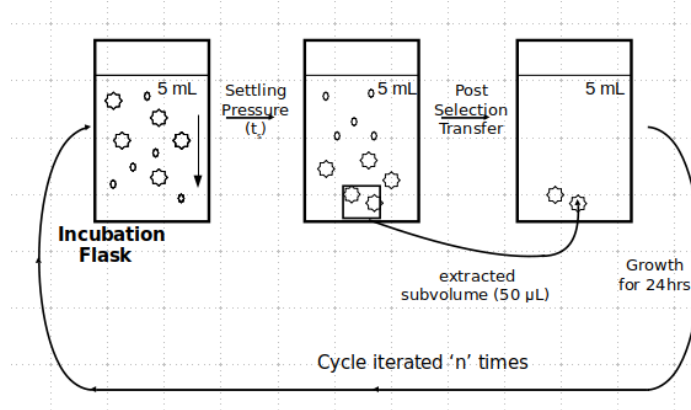 5 mL
Incubation
Flask
Settling
Pressure
(ts)
5 mL
Post
Selection
Transfer
5 mL
extracted
subvolume (50 µL)
Growth
for 24hrs
Cycle iterated ‘n’ times